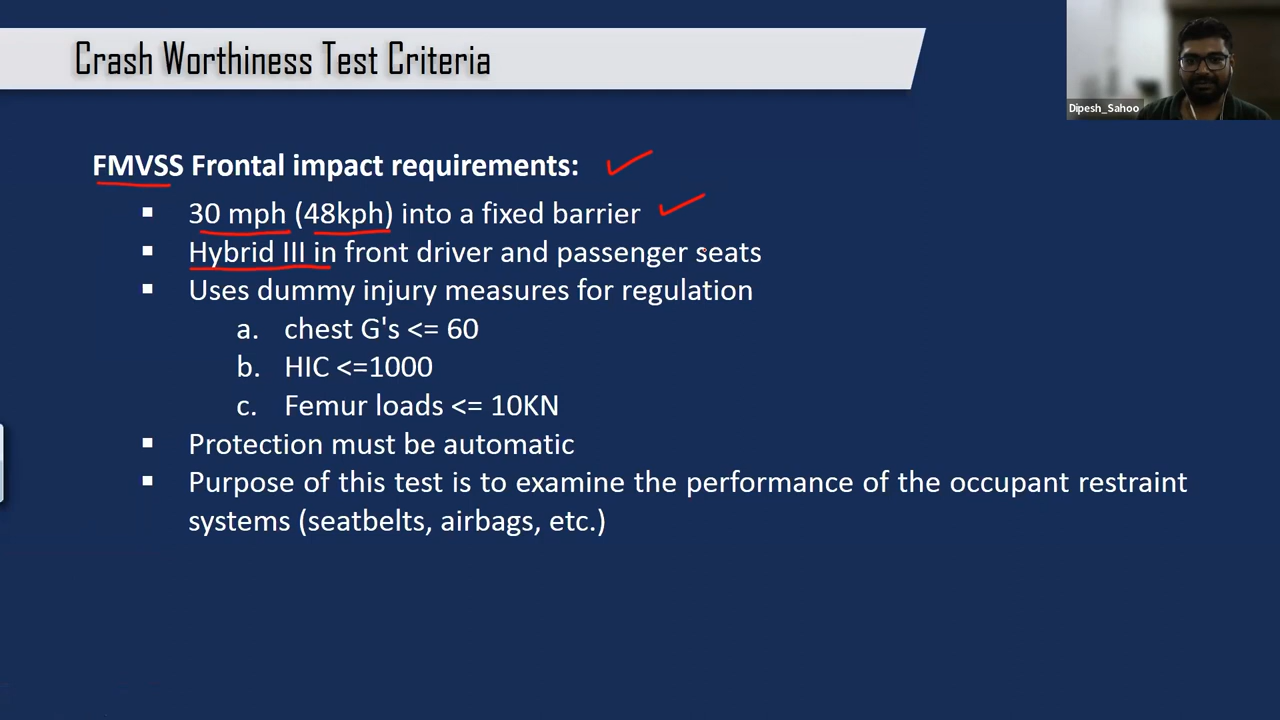 Crash Worthiness Test Criteria
Dipesh_Sahoo
FMVSS Frontal impact requirements:
▪ 30 mph (48kph) into a fixed barrier
▪ Hybrid III in front driver and passenger seats
▪ Uses dummy injury measures for regulation
a. chest G's <= 60
b. HIC <=1000
c. Femur loads <= 10KN
▪ Protection must be automatic
▪ Purpose of this test is to examine the performance of the occupant restraint
systems (seatbelts, airbags, etc.)